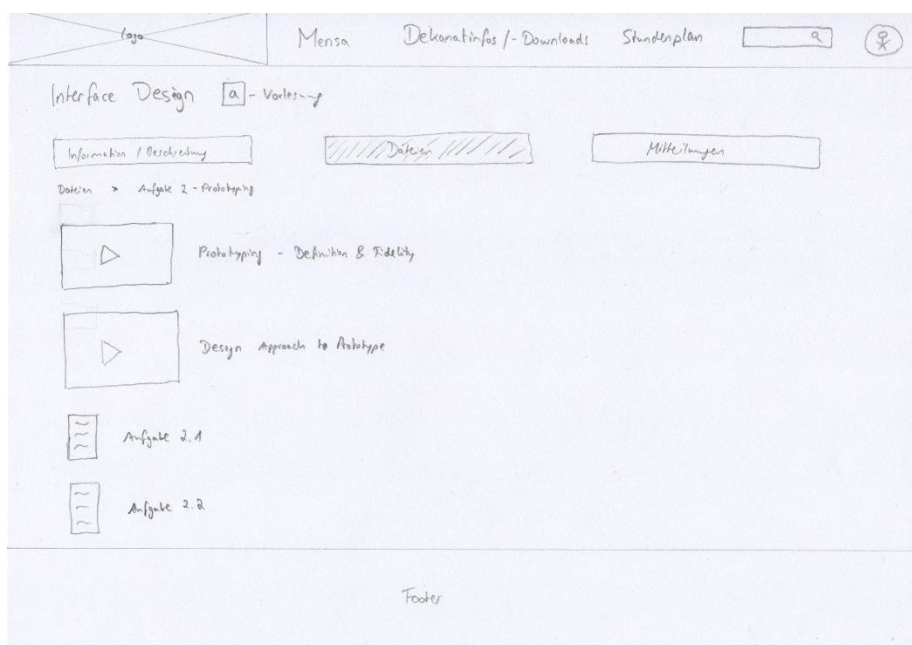 Logo Mensa Dekanatinfos / - Downloads Stundenplan
Interface Design a - Vorlesung
Information / Beschreibung Dateien Mitteilungen
Dateien > Aufgabe 2 - Prototyping
Prototyping - Definition & Fidelity
Design Approach to Prototype
Aufgabe 2.1
Aufgabe 2.2
Footer